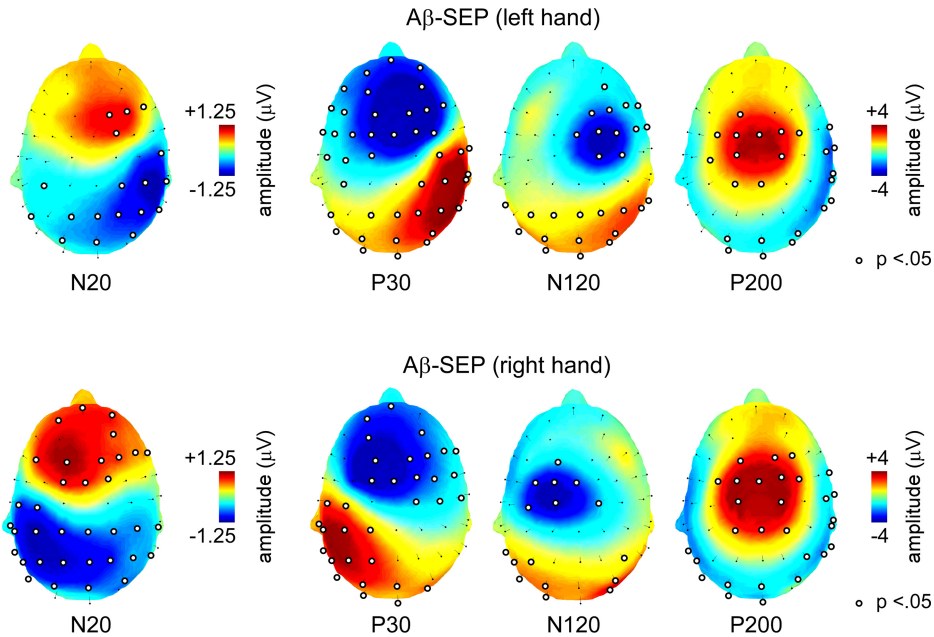 Aβ-SEP (left hand)
+1.25
-1.25
amplitude (µV)
+4
-4
amplitude (µV)
p <.05
N20
P30
N120
P200
Aβ-SEP (right hand)
+1.25
-1.25
amplitude (µV)
+4
-4
amplitude (µV)
p <.05
N20
P30
N120
P200